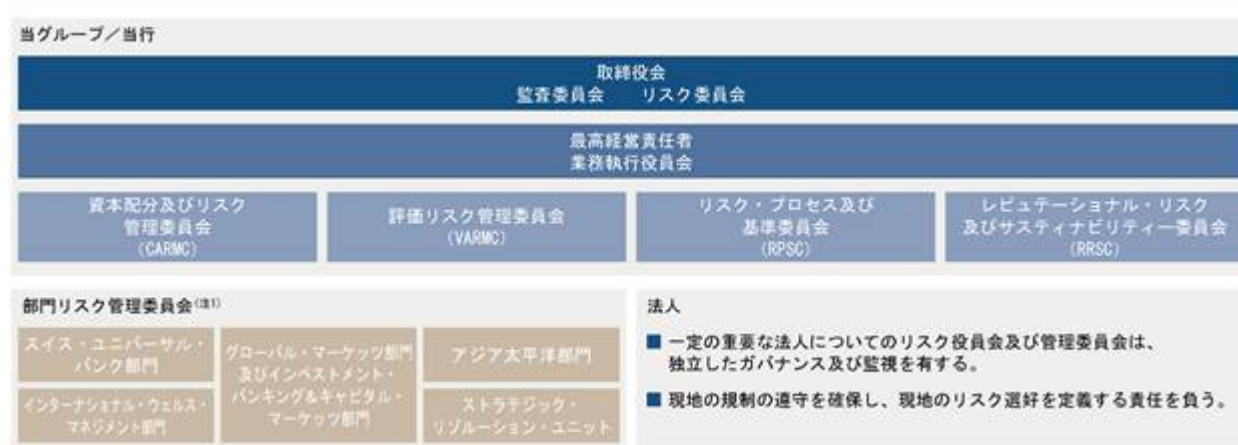 当グループ／当行
取締役会
監査委員会　　リスク委員会
最高経営責任者
業務執行役員会
資本配分及びリスク
管理委員会
(CARMC)
評価リスク管理委員会
(VARMC)
リスク・プロセス及び
基準委員会
(RPSC)
レピュテーショナル・リスク
及びサスティナビリティー委員会
(RRSC)
部門リスク管理委員会(注1)
スイス・ユニバーサル・
バンク部門
インターナショナル・ウェルス・
マネジメント部門
グローバル・マーケッツ部門
及びインベストメント・
バンキング&キャピタル・
マーケッツ部門
アジア太平洋部門
ストラテジック・
リゾルーション・ユニット
法人
■ 一定の重要な法人についてのリスク役員会及び管理委員会は、
独立したガバナンス及び監視を有する。
■ 現地の規制の遵守を確保し、現地のリスク選好を定義する責任を負う。